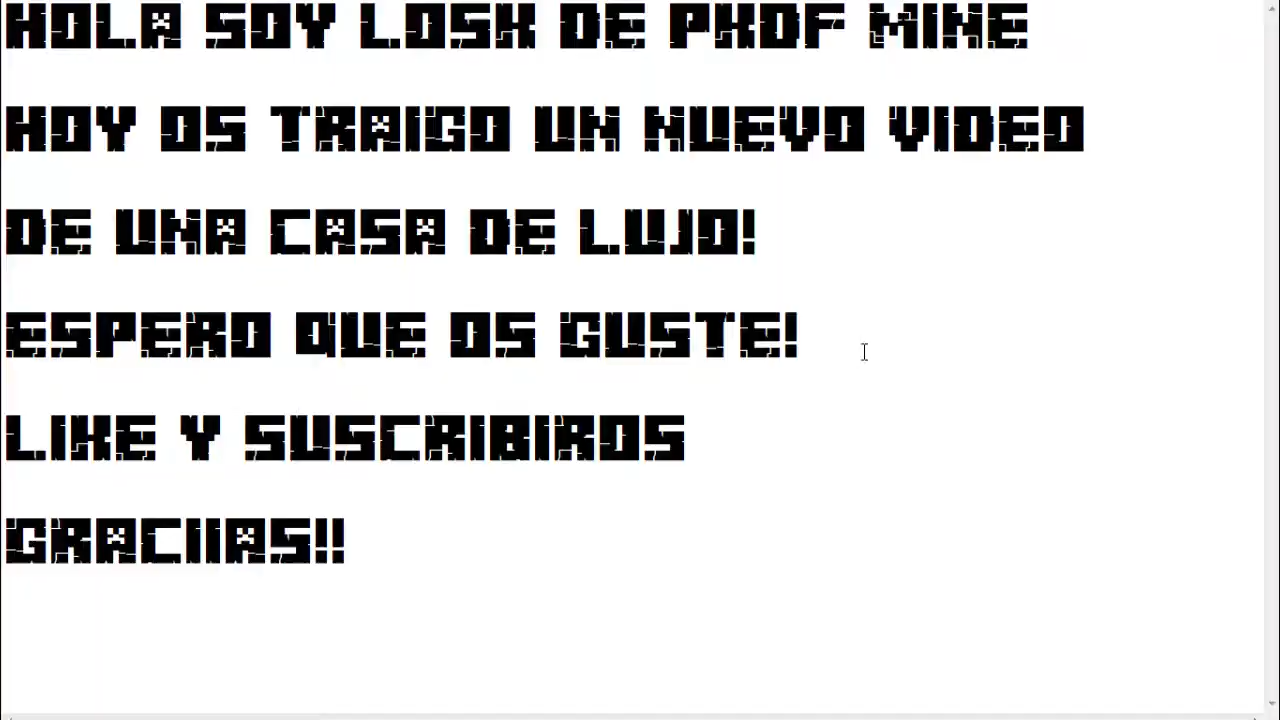 HOLA SOY LOSK DE PKDF MINE
HOY OS TRAIGO UN NUEVO VIDEO
DE UNA CASA DE LUJO!
ESPERO QUE OS GUSTE!
LIKE Y SUSCRIBIROS
GRACIIAS!!